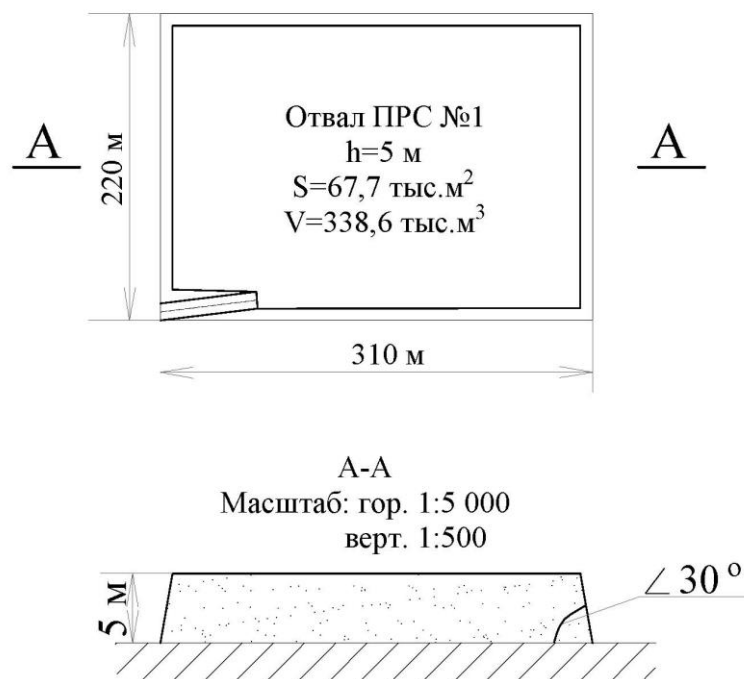 Отвал ПРС №1
h=5 м
S=67,7 тыс.м²
V=338,6 тыс.м³
А
А
220 м
310 м
А-А
Масштаб: гор. 1:5 000
верт. 1:500
5 м
∠30°